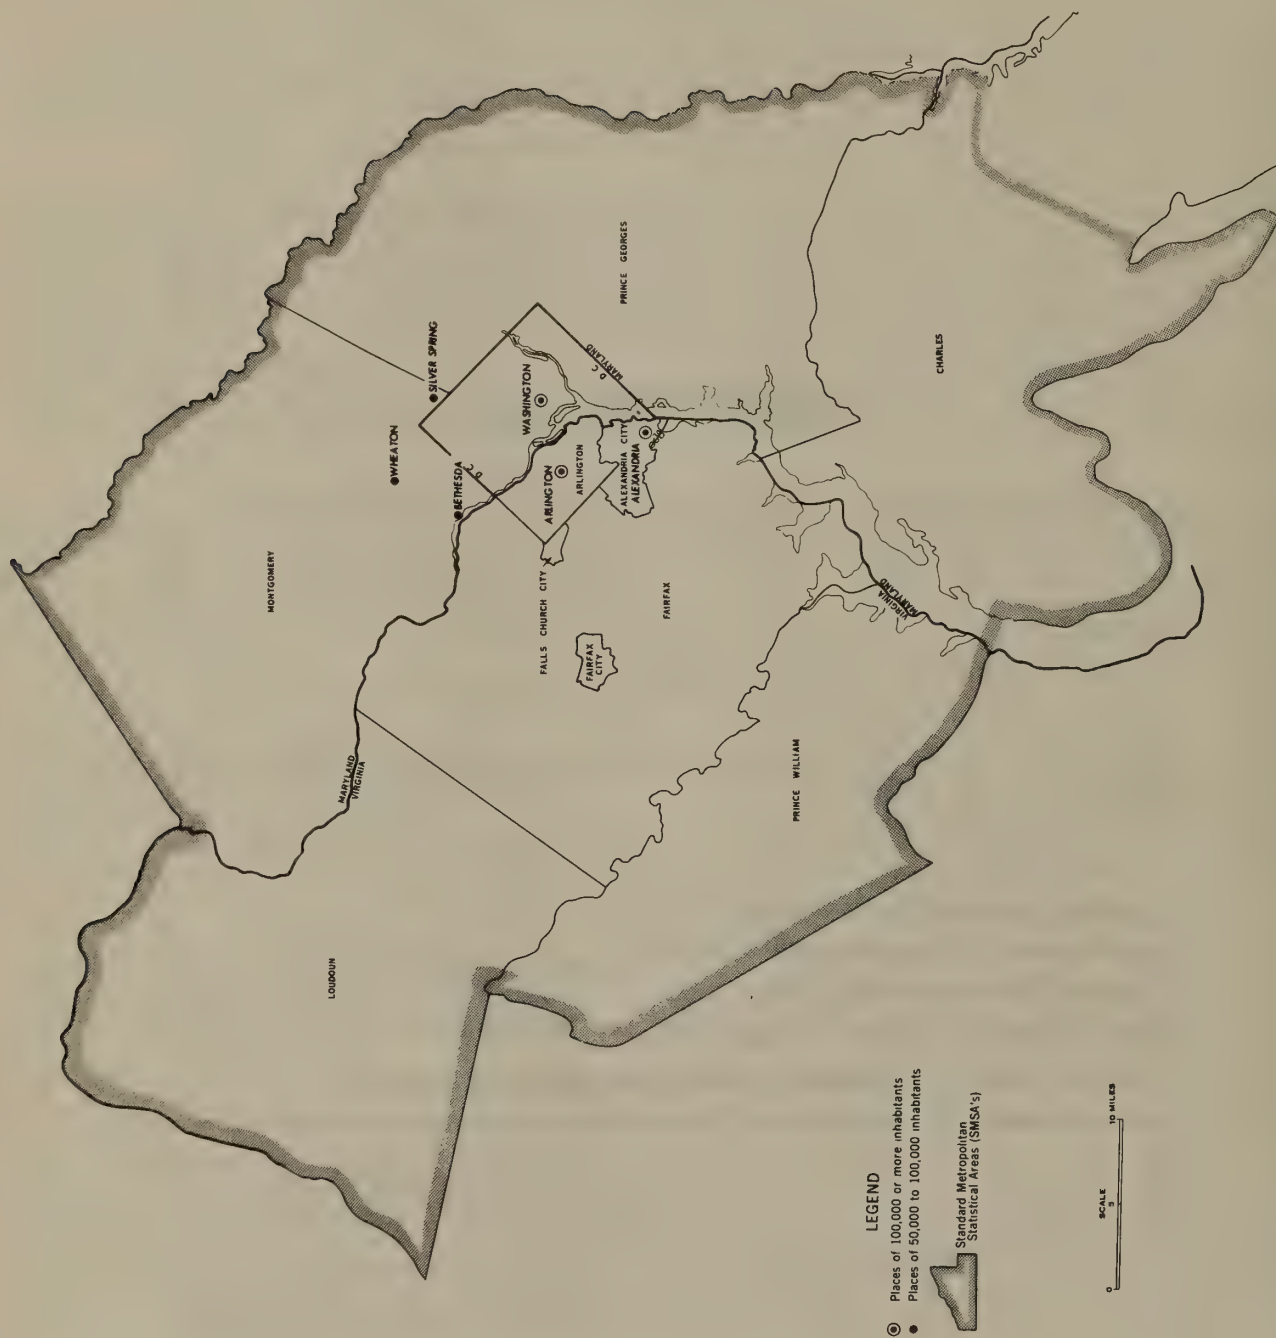 LOUDOUN
MONTGOMERY
MARYLAND
VIRGINIA
WHEATON
SILVER SPRING
BETHESDA
D C
WASHINGTON
D C
MARYLAND
PRINCE GEORGES
ARLINGTON
ARLINGTON
ALEXANDRIA CITY
ALEXANDRIA
FALLS CHURCH CITY
FAIRFAX
CITY
FAIRFAX
PRINCE WILLIAM
VIRGINIA
MARYLAND
CHARLES
LEGEND
Places of 100,000 or more inhabitants
Places of 50,000 to 100,000 inhabitants
Standard Metropolitan
Statistical Areas (SMSA's)
SCALE
0 5 10 MILES